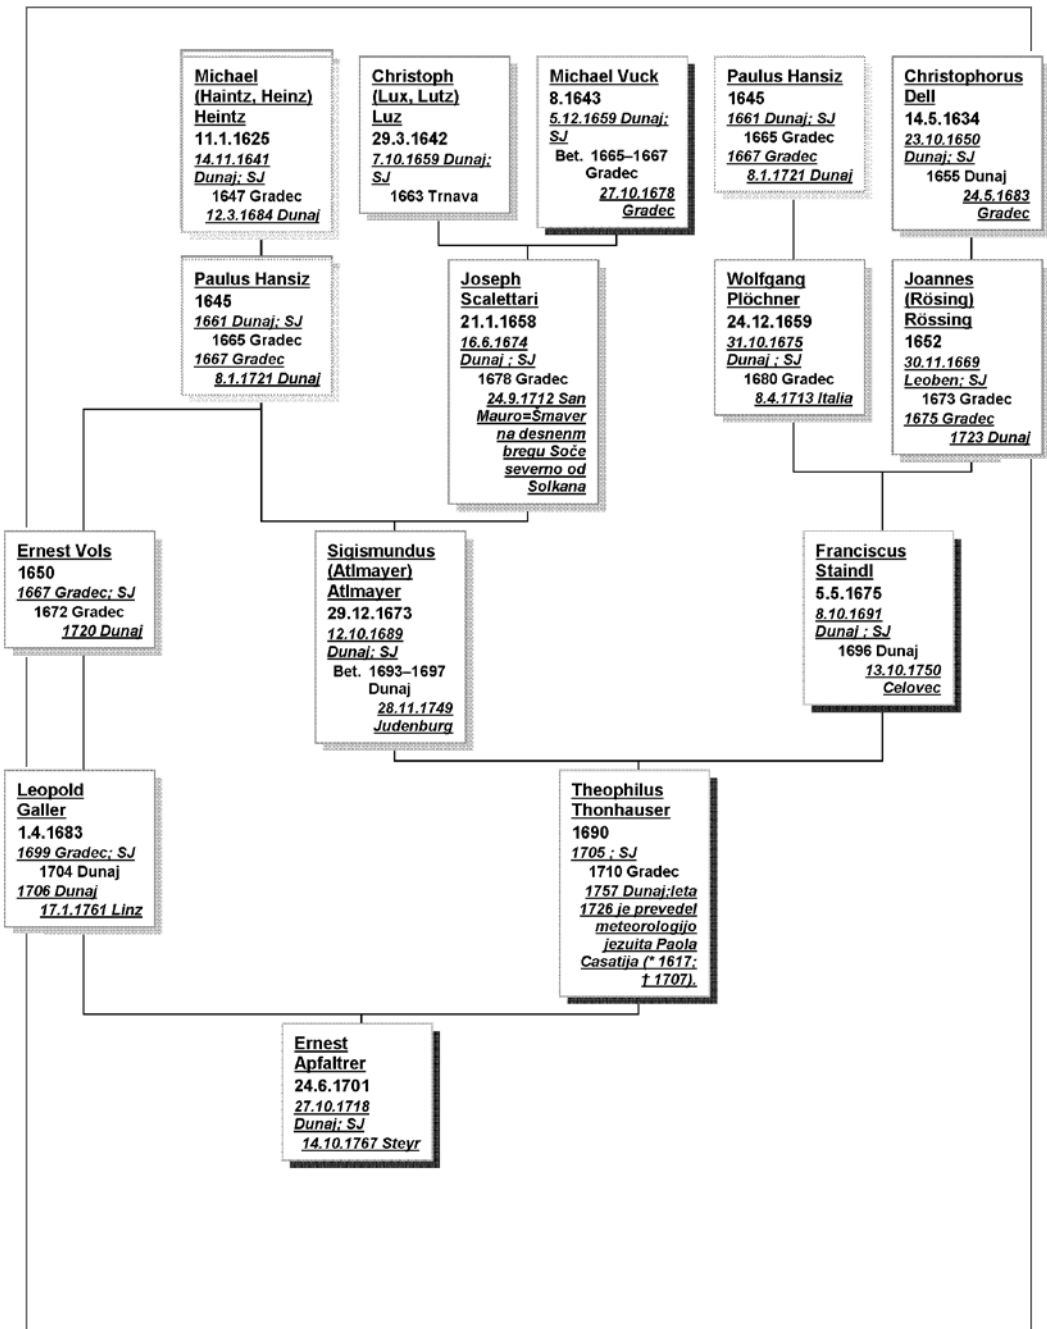 Michael
(Haintz, Heinz)
Heintz
11.1.1625
14.11.1641
Dunaj; SJ
1647 Gradec
12.3.1684 Dunaj
Christoph
(Lux, Lutz)
Luz
29.3.1642
7.10.1659 Dunaj;
SJ
1663 Trnava
Michael Vuck
8.1643
5.12.1659 Dunaj;
SJ
Bet. 1665–1667
Gradec
27.10.1678
Gradec
Paulus Hansiz
1645
1661 Dunaj; SJ
1665 Gradec
1667 Gradec
8.1.1721 Dunaj
Christophorus
Dell
14.5.1634
23.10.1650
Dunaj; SJ
1655 Dunaj
24.5.1683
Gradec
Paulus Hansiz
1645
1661 Dunaj; SJ
1665 Gradec
1667 Gradec
8.1.1721 Dunaj
Joseph
Scalettari
21.1.1658
16.6.1674
Dunaj ; SJ
1678 Gradec
24.9.1712 San
Mauro=Šmaver
na desnenm
bregu Soče
severno od
Solkana
Wolfgang
Plöchner
24.12.1659
31.10.1675
Dunaj ; SJ
1680 Gradec
8.4.1713 Italia
Joannes
(Rösing)
Rössing
1652
30.11.1669
Leoben; SJ
1673 Gradec
1675 Gradec
1723 Dunaj
Ernest Vols
1650
1667 Gradec; SJ
1672 Gradec
1720 Dunaj
Sigismundus
(Atlmayer)
Atlmayer
29.12.1673
12.10.1689
Dunaj; SJ
Bet. 1693–1697
Dunaj
28.11.1749
Judenburg
Franciscus
Staindl
5.5.1675
8.10.1691
Dunaj ; SJ
1696 Dunaj
13.10.1750
Celovec
Leopold
Galler
1.4.1683
1699 Gradec; SJ
1704 Dunaj
1706 Dunaj
17.1.1761 Linz
Theophilus
Thonhauser
1690
1705 ; SJ
1710 Gradec
1757 Dunaj;leta
1726 je prevedel
meteorologijo
jezuita Paola
Casatija (* 1617;
† 1707).
Ernest
Apfaltrer
24.6.1701
27.10.1718
Dunaj; SJ
14.10.1767 Steyr